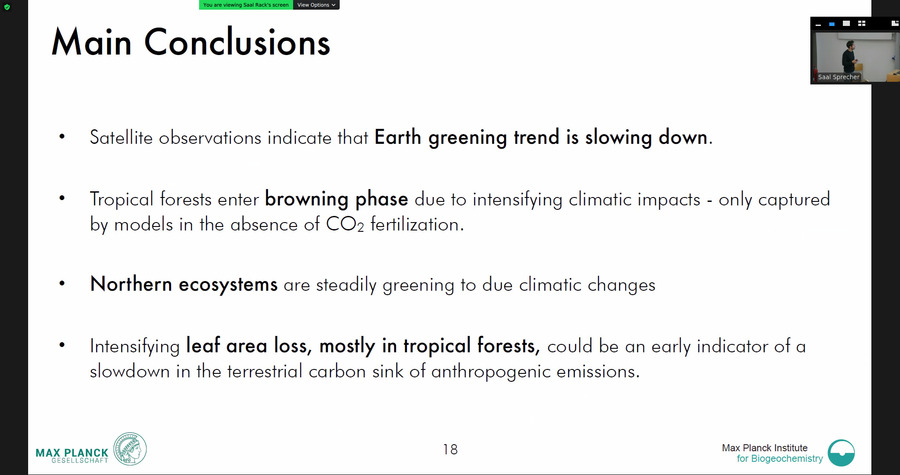 You are viewing Saal Rack's screen
View Options
Main Conclusions
Saal Sprecher
• Satellite observations indicate that Earth greening trend is slowing down.
• Tropical forests enter browning phase due to intensifying climatic impacts - only captured
by models in the absence of CO2 fertilization.
• Northern ecosystems are steadily greening to due climatic changes
• Intensifying leaf area loss, mostly in tropical forests, could be an early indicator of a
slowdown in the terrestrial carbon sink of anthropogenic emissions.
MAX PLANCK
GESELLSCHAFT
18
Max Planck Institute
for Biogeochemistry